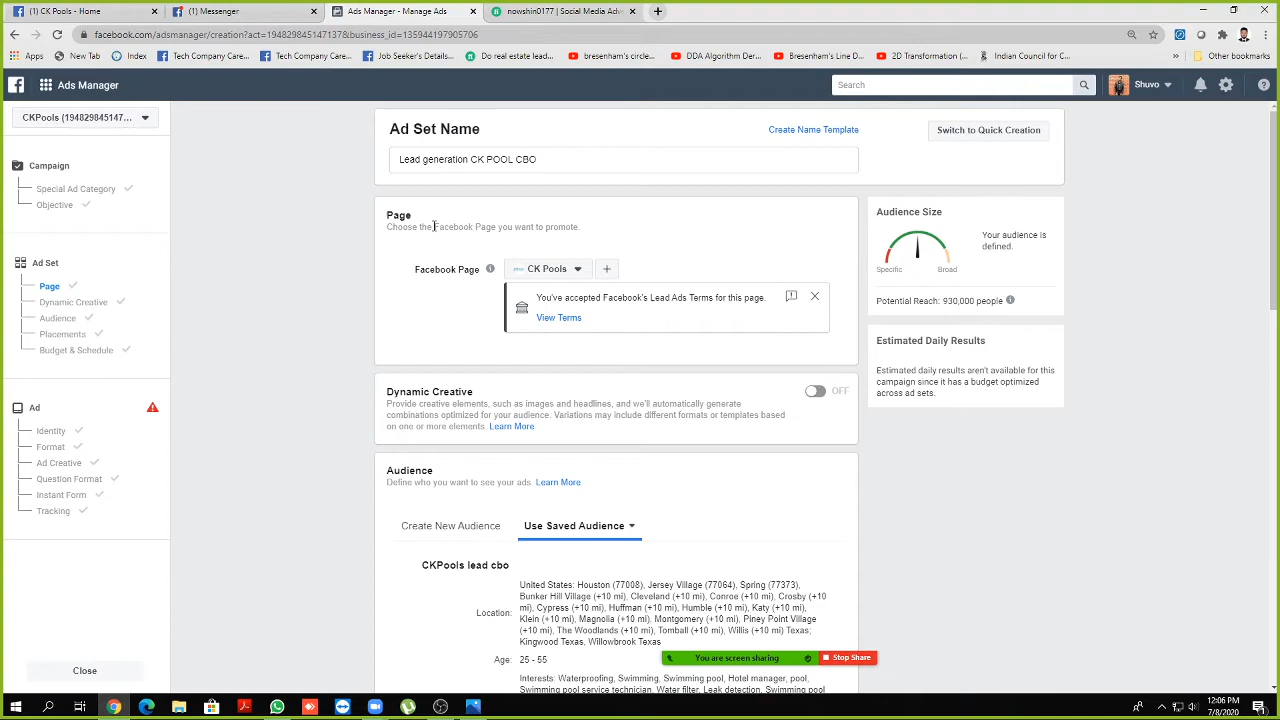 (1) CK Pools - Home
(1) Messenger
Ads Manager - Manage Ads
nowshin0177 | Social Media Adve
facebook.com/adsmanager/creation?act=194829845147137&business_id=135944197905706
Apps
New Tab
Index
Tech Company Care...
Tech Company Care...
Job Seeker's Detail...
Do real estate lead...
bresenham's circle...
DDA Algorithm Der...
Bresenham's Line D...
2D Transformation (...
Indian Council for C...
»
Other bookmarks
Ads Manager
Search
Shuvo
CKPools (194829845147...
Campaign
Special Ad Category
Objective
Ad Set
Page
Dynamic Creative
Audience
Placements
Budget & Schedule
Ad
Identity
Format
Ad Creative
Question Format
Instant Form
Tracking
Close
Ad Set Name
Create Name Template
Switch to Quick Creation
Lead generation CK POOL CBO
Page
Choose the Facebook Page you want to promote.
Facebook Page
CK Pools
+
You've accepted Facebook's Lead Ads Terms for this page.
View Terms
Dynamic Creative
OFF
Provide creative elements, such as images and headlines, and we'll automatically generate
combinations optimized for your audience. Variations may include different formats or templates based
on one or more elements. Learn More
Audience
Define who you want to see your ads. Learn More
Create New Audience
Use Saved Audience
CKPools lead cbo
Location:
United States: Houston (77008), Jersey Village (77064), Spring (77373),
Bunker Hill Village (+10 mi), Cleveland (+10 mi), Conroe (+10 mi), Crosby (+10
mi), Cypress (+10 mi), Huffman (+10 mi), Humble (+10 mi), Katy (+10 mi),
Klein (+10 mi), Magnolia (+10 mi), Montgomery (+10 mi), Piney Point Village
(+10 mi), The Woodlands (+10 mi), Tomball (+10 mi), Willis (+10 mi) Texas;
Kingwood Texas, Willowbrook Texas
Age: 25 - 55
Interests: Waterproofing, Swimming, Swimming pool, Hotel manager, pool,
Swimming pool service technician, Water filter, Leak detection, Swimming pool
Audience Size
Your audience is
defined.
Specific
Broad
Potential Reach: 930,000 people
Estimated Daily Results
Estimated daily results aren't available for this
campaign since it has a budget optimized
across ad sets.
You are screen sharing
Stop Share
12:06 PM
7/8/2020